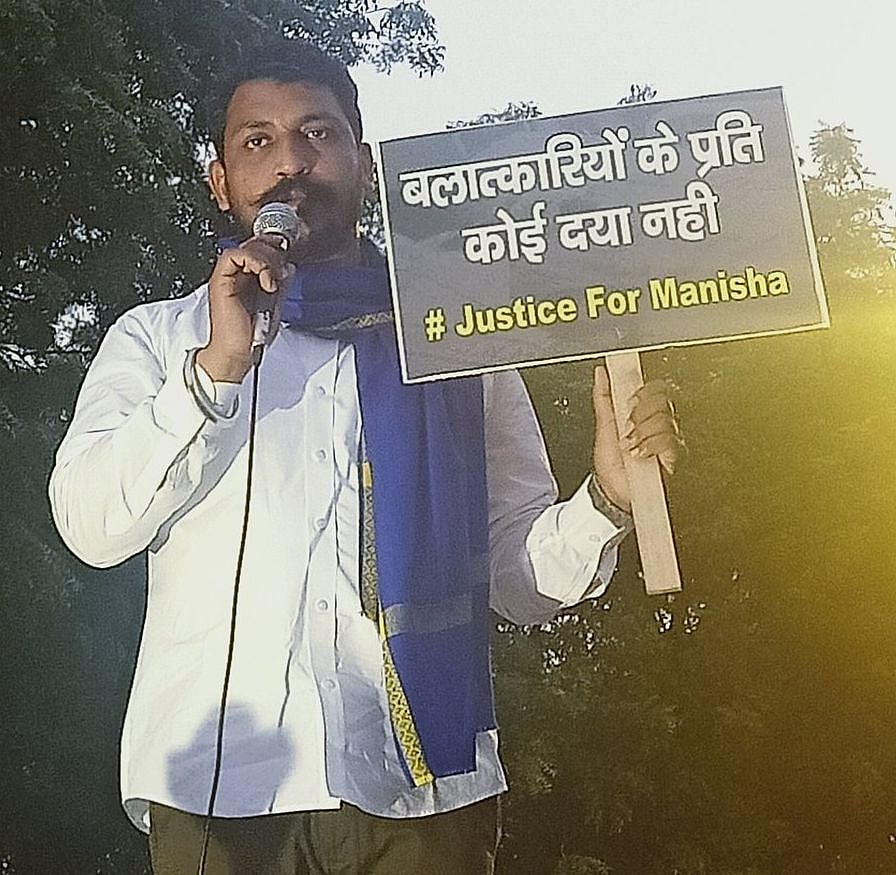 बलात्कारियों के प्रति
कोई दया नही
# Justice For Manisha